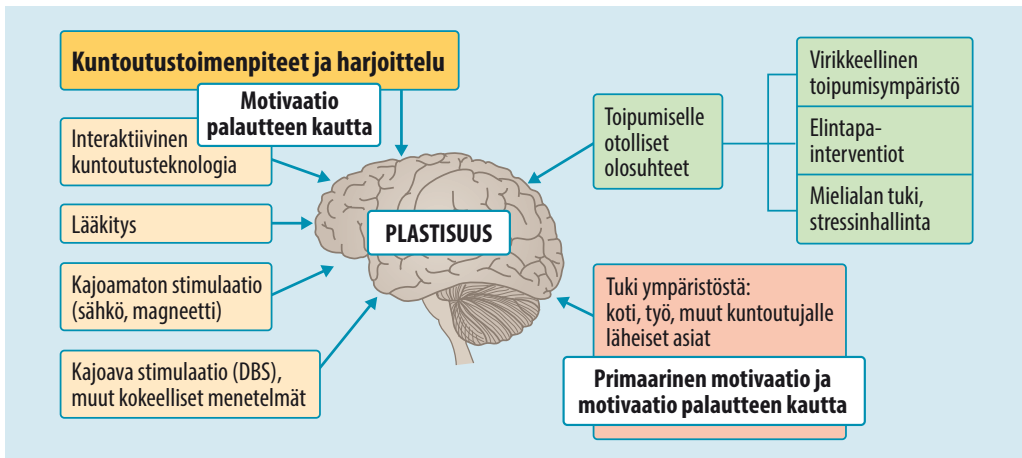 Kuntoutustoimenpiteet ja harjoittelu
Motivaatio
palautteen kautta
Interaktiivinen
kuntoutusteknologia
Lääkitys
Kajoamaton stimulaatio
(sähkö, magneetti)
Kajoava stimulaatio (DBS),
muut kokeelliset menetelmät
PLASTISUUS
Toipumiselle
otolliset
olosuhteet
Virikkeellinen
toipumisympäristö
Elintapa-
interventiot
Mielialan tuki,
stressinhallinta
Tuki ympäristöstä:
koti, työ, muut kuntoutujalle
läheiset asiat
Primaarinen motivaatio ja
motivaatio palautteen kautta